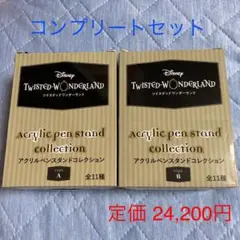 コンプリートセット
Disney
TWISTED-WONDERLAND
ツイステッドワンダーランド
Acrylic pen stand
collection
アクリルペンスタンドコレクション
A
全11種
Disney
TWISTED-WONDERLAND
ツイステッドワンダーランド
Acrylic pen stand
collection
アクリルペンスタンドコレクション
B
全11種
定価 24,200円